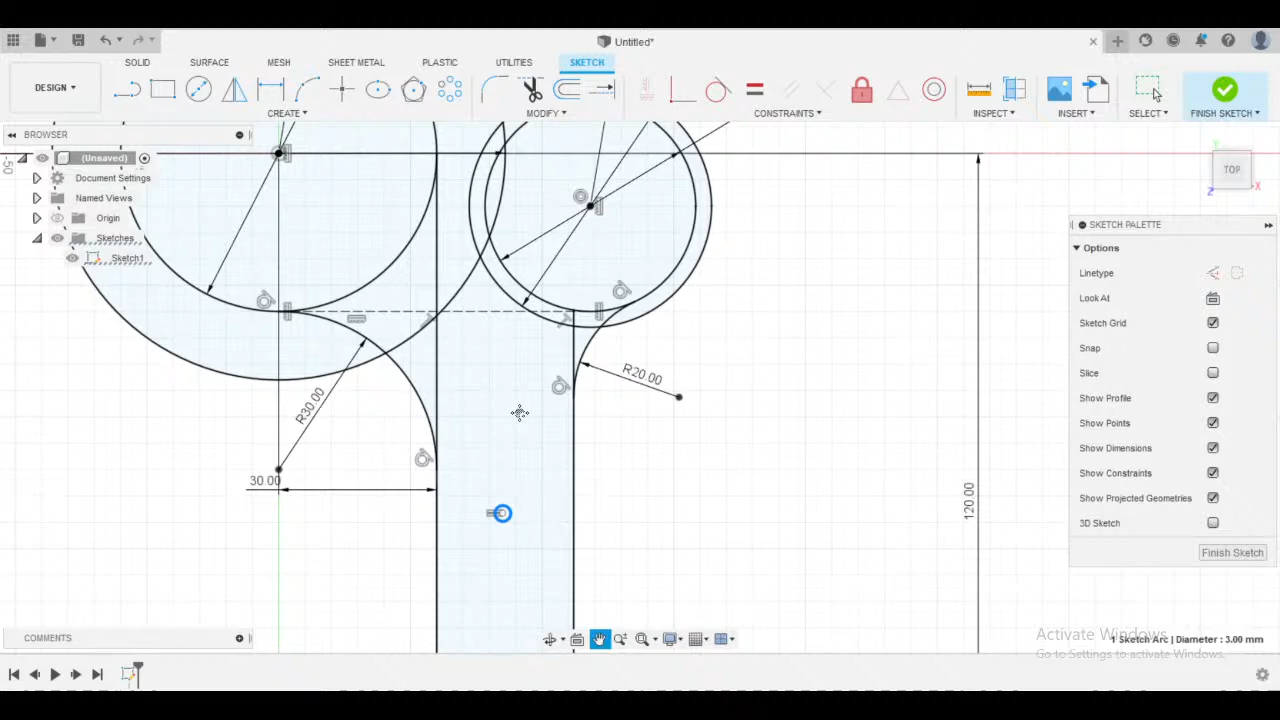 Untitled*
DESIGN
SOLID
SURFACE
MESH
SHEET METAL
PLASTIC
UTILITIES
SKETCH
CREATE
MODIFY
CONSTRAINTS
INSPECT
INSERT
SELECT
FINISH SKETCH
BROWSER
(Unsaved)
Document Settings
Named Views
Origin
Sketches
Sketch1
-50
TOP
Y
X
Z
SKETCH PALETTE
Options
Linetype
Look At
Sketch Grid
Snap
Slice
Show Profile
Show Points
Show Dimensions
Show Constraints
Show Projected Geometries
3D Sketch
Finish Sketch
R20.00
R30.00
30.00
120.00
COMMENTS
Activate Windows
1 Sketch Arc | Diameter : 3.00 mm
Go to Settings to activate Windows.